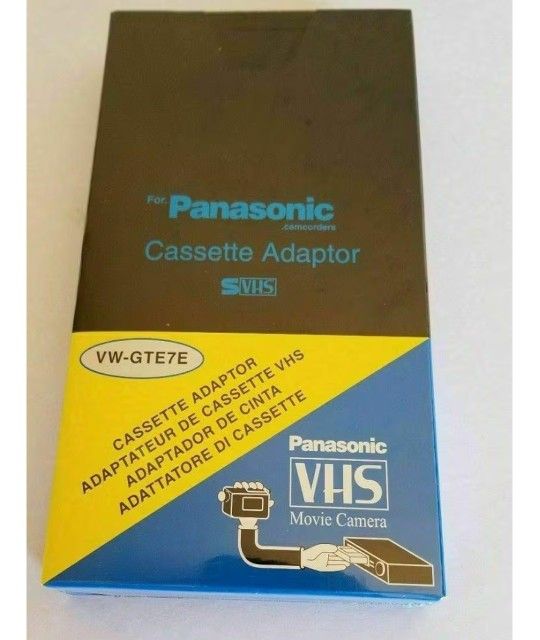 For. Panasonic
.camcorders
Cassette Adaptor
SVHS
VW-GTE7E
CASSETTE ADAPTOR
ADAPTATEUR DE CASSETTE VHS
ADAPTADOR DE CINTA
ADATTATORE DI CASSETTE
Panasonic
VHS
Movie Camera